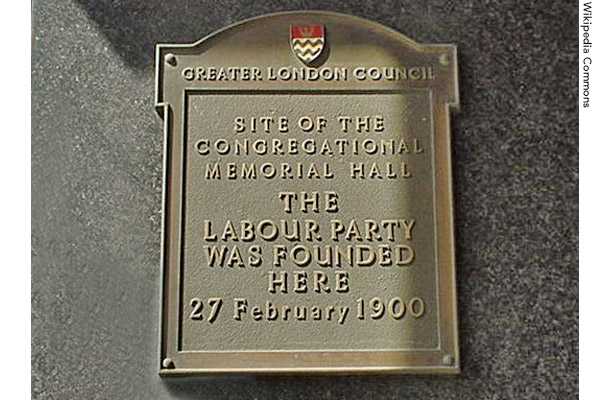 GREATER LONDON COUNCIL
SITE OF THE
CONGREGATIONAL
MEMORIAL HALL
THE
LABOUR PARTY
WAS FOUNDED
HERE
27 February 1900
Wikipedia Commons